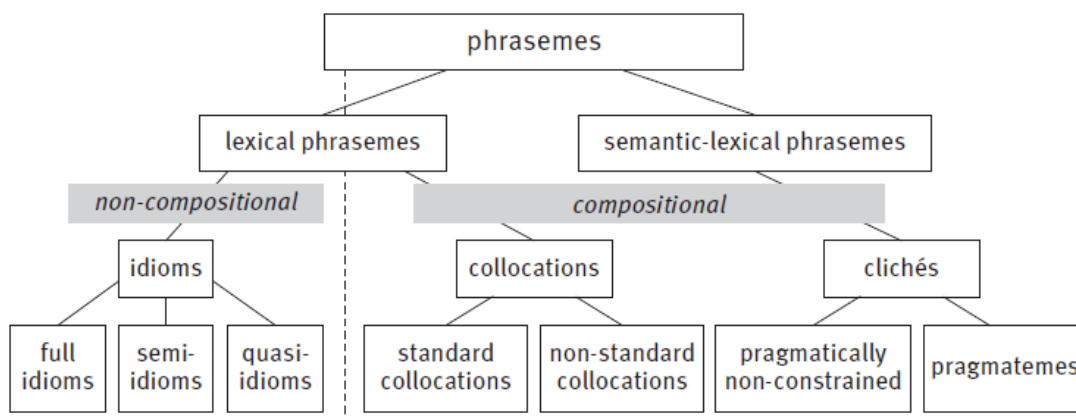 phrasemes
lexical phrasemes
semantic-lexical phrasemes
non-compositional
compositional
idioms
collocations
clichés
full
idioms
semi-
idioms
quasi-
idioms
standard
collocations
non-standard
collocations
pragmatically
non-constrained
pragmatemes